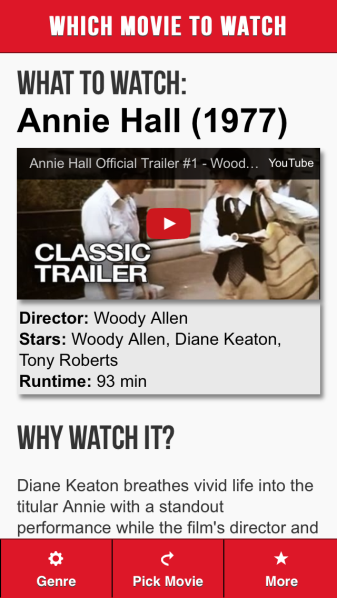 WHICH MOVIE TO WATCH
WHAT TO WATCH:
Annie Hall (1977)
Annie Hall Official Trailer #1 - Wood... YouTube
CLASSIC
TRAILER
Director: Woody Allen
Stars: Woody Allen, Diane Keaton,
Tony Roberts
Runtime: 93 min
WHY WATCH IT?
Diane Keaton breathes vivid life into the
titular Annie with a standout
performance while the film's director and
Genre Pick Movie More